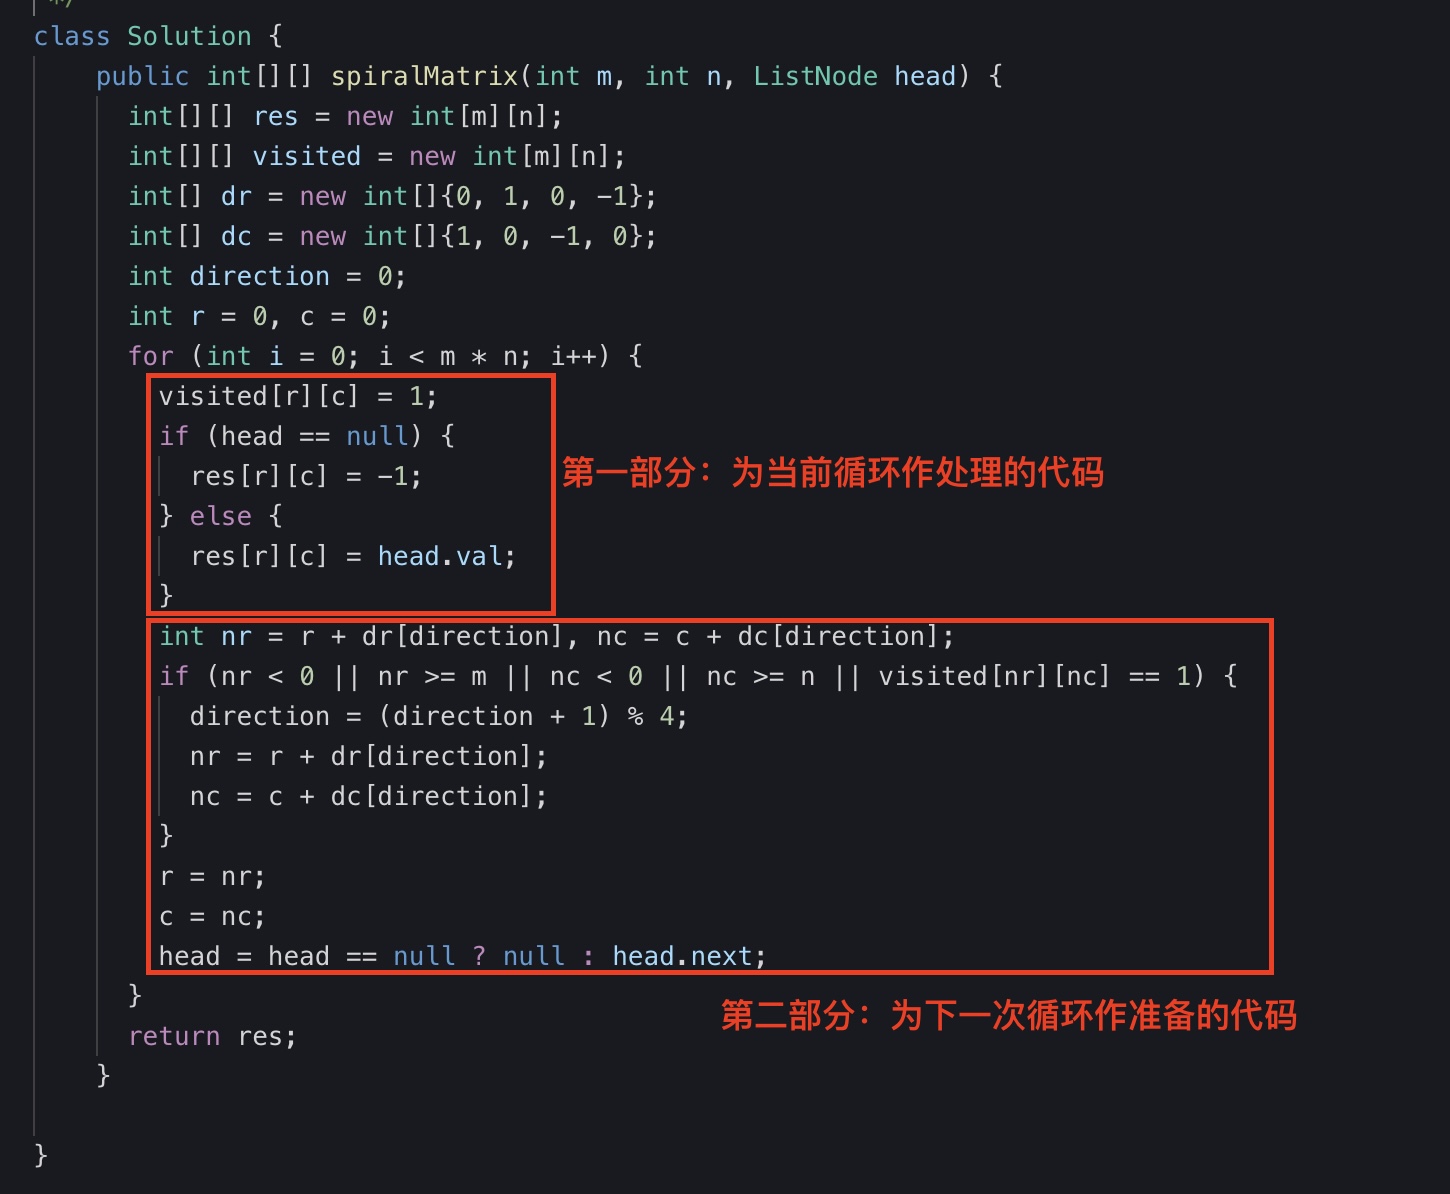 */
class Solution {
public int[][] spiralMatrix(int m, int n, ListNode head) {
int[][] res = new int[m][n];
int[][] visited = new int[m][n];
int[] dr = new int[]{0, 1, 0, -1};
int[] dc = new int[]{1, 0, -1, 0};
int direction = 0;
int r = 0, c = 0;
for (int i = 0; i < m * n; i++) {
visited[r][c] = 1;
if (head == null) {
res[r][c] = -1;
第一部分：为当前循环作处理的代码
} else {
res[r][c] = head.val;
}
int nr = r + dr[direction], nc = c + dc[direction];
if (nr < 0 || nr >= m || nc < 0 || nc >= n || visited[nr][nc] == 1) {
direction = (direction + 1) % 4;
nr = r + dr[direction];
nc = c + dc[direction];
}
r = nr;
c = nc;
head = head == null ? null : head.next;
}
第二部分：为下一次循环作准备的代码
return res;
}
}